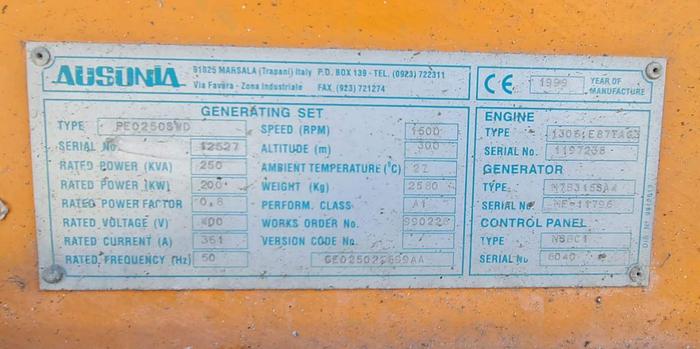 AUSONIA
91025 MARSALA (Trapani) Italy P.O. BOX 139 - TEL. (0923) 722311
Via Favara - Zona Industriale FAX (923) 721274
CE 1999 YEAR OF MANUFACTURE
GENERATING SET
TYPE PE0250SWD
SERIAL No. 12527
RATED POWER (KVA) 250
RATED POWER (KW) 200
RATED POWER FACTOR 0,8
RATED VOLTAGE (V) 400
RATED CURRENT (A) 361
RATED FREQUENCY (Hz) 50
SPEED (RPM) 1500
ALTITUDE (m) 300
AMBIENT TEMPERATURE (°C) 27
WEIGHT (Kg) 2580
PERFORM. CLASS A1
WORKS ORDER No. 990228
VERSION CODE No.
ENGINE
TYPE
SERIAL No. 1197238
GENERATOR
TYPE
SERIAL No.
CONTROL PANEL
TYPE
SERIAL No 6040